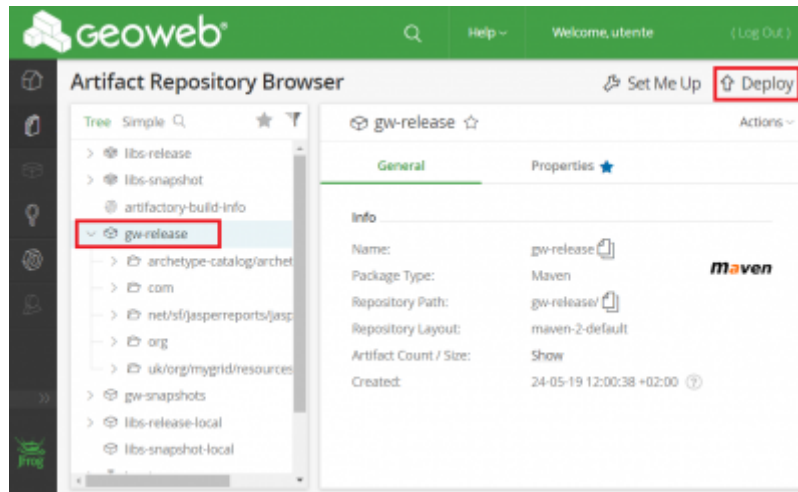 Geoweb®
Help
Welcome, utente
(Log Out)
Artifact Repository Browser
Set Me Up
Deploy
Tree
Simple
gw-release
Actions
libs-release
libs-snapshot
artifactory-build-info
gw-release
archetype-catalog/archet
com
net/sf/jasperreports/jasp
org
uk/org/mygrid/resources
gw-snapshots
libs-release-local
libs-snapshot-local
General
Properties
Info
Name:
gw-release
Package Type:
Maven
Repository Path:
gw-release/
Repository Layout:
maven-2-default
Artifact Count / Size:
Show
Created:
24-05-19 12:00:38 +02:00
maven
JFrog